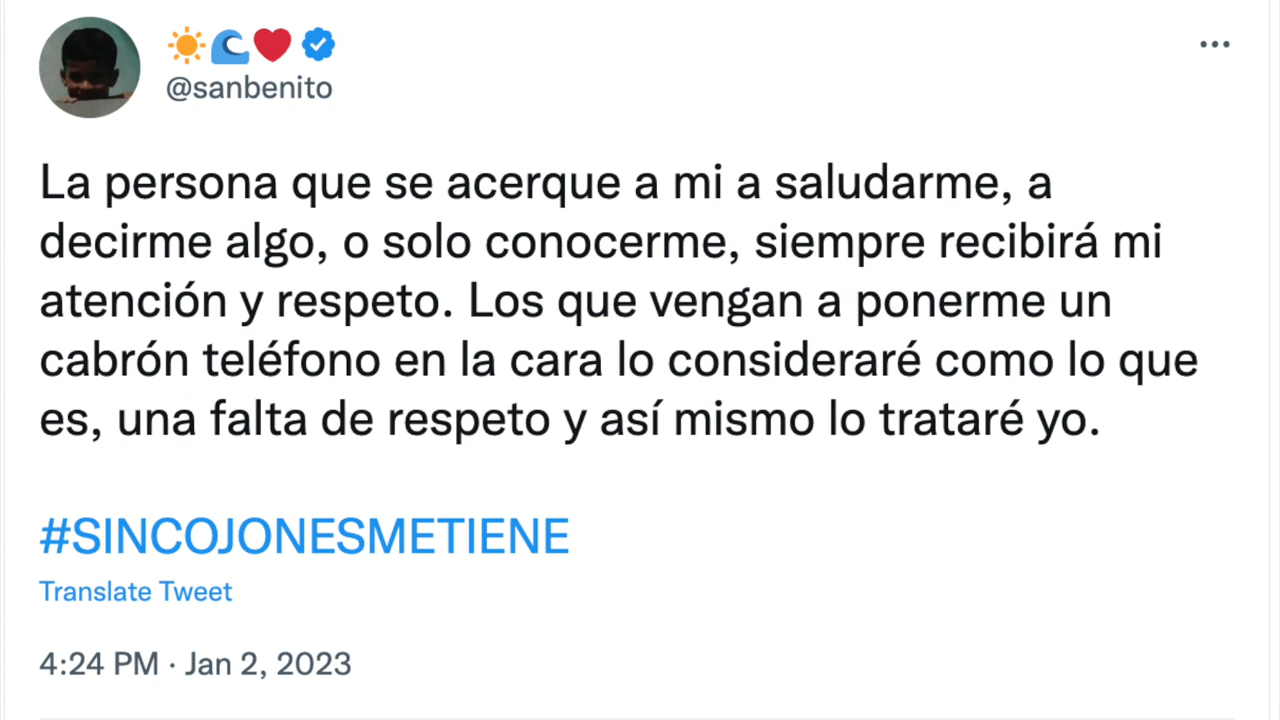 @sanbenito
La persona que se acerque a mi a saludarme, a
decirme algo, o solo conocerme, siempre recibirá mi
atención y respeto. Los que vengan a ponerme un
cabrón teléfono en la cara lo consideraré como lo que
es, una falta de respeto y así mismo lo trataré yo.
#SINCOJONESMETIENE
Translate Tweet
4:24 PM · Jan 2, 2023